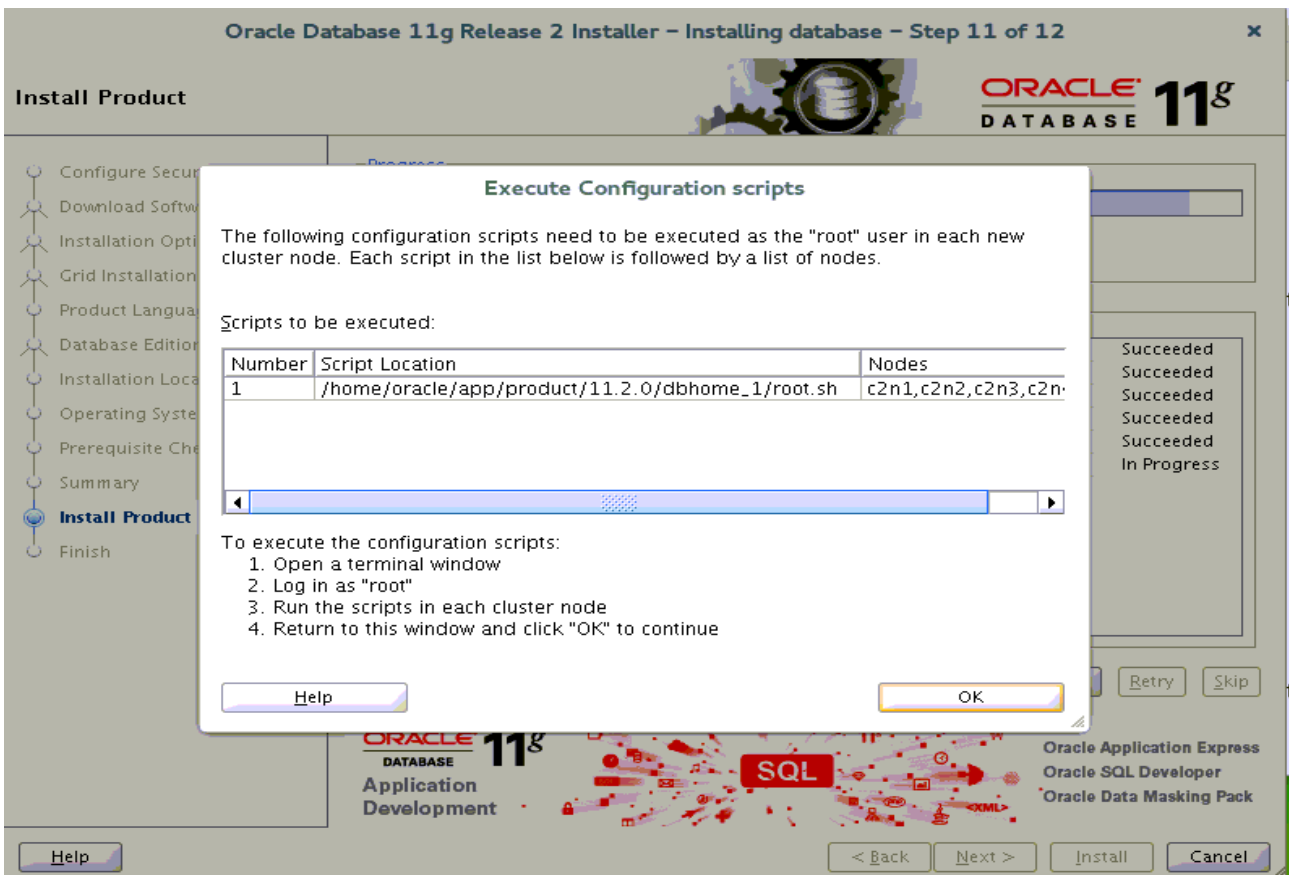 Oracle Database 11g Release 2 Installer – Installing database – Step 11 of 12
Install Product
ORACLE
DATABASE
11g
Configure Secur
Download Softw
Installation Opti
Grid Installation
Product Langua
Database Edition
Installation Loca
Operating Syste
Prerequisite Che
Summary
Install Product
Finish
Progress
Execute Configuration scripts
The following configuration scripts need to be executed as the "root" user in each new
cluster node. Each script in the list below is followed by a list of nodes.
Scripts to be executed:
Number Script Location Nodes
1 /home/oracle/app/product/11.2.0/dbhome_1/root.sh c2n1,c2n2,c2n3,c2n
To execute the configuration scripts:
1. Open a terminal window
2. Log in as "root"
3. Run the scripts in each cluster node
4. Return to this window and click "OK" to continue
Help
OK
Succeeded
Succeeded
Succeeded
Succeeded
Succeeded
In Progress
Retry
Skip
ORACLE
DATABASE
11g
Application
Development
SQL
<XML>
Oracle Application Express
Oracle SQL Developer
Oracle Data Masking Pack
Help
< Back
Next >
Install
Cancel